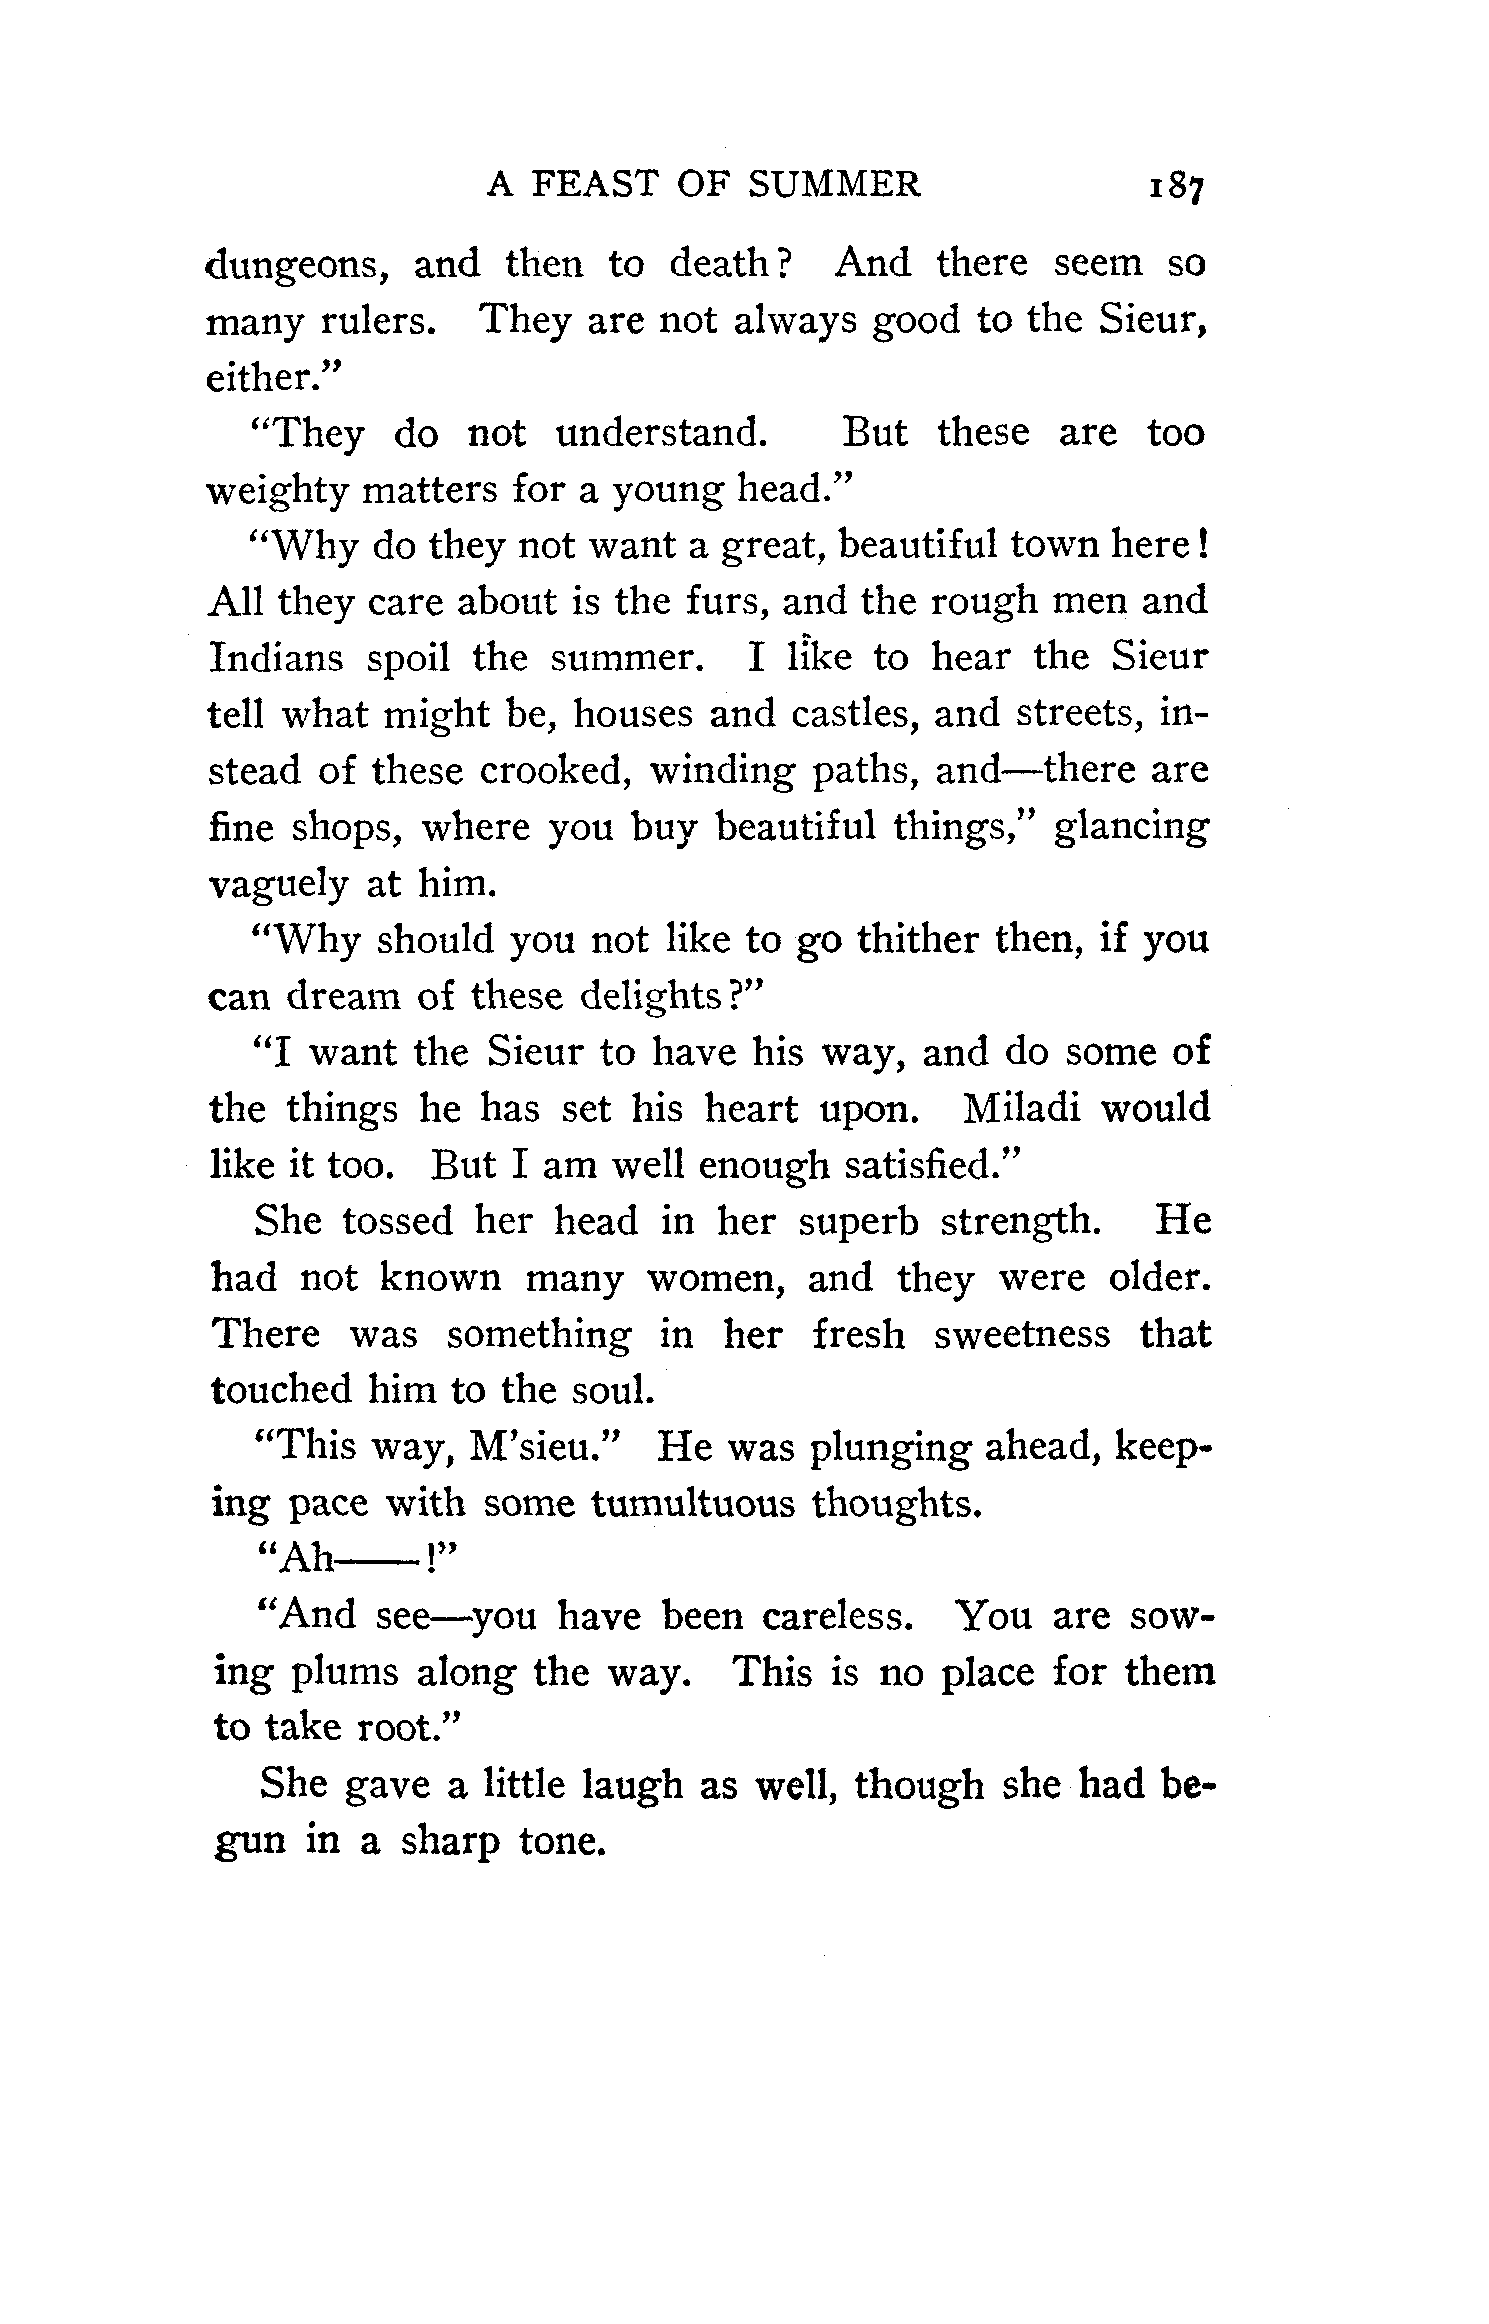 A FEAST OF SUMMER 187
dungeons, and then to death? And there seem so
many rulers. They are not always good to the Sieur,
either."
"They do not understand. But these are too
weighty matters for a young head."
"Why do they not want a great, beautiful town here!
All they care about is the furs, and the rough men and
Indians spoil the summer. I like to hear the Sieur
tell what might be, houses and castles, and streets, in-
stead of these crooked, winding paths, and—there are
fine shops, where you buy beautiful things," glancing
vaguely at him.
"Why should you not like to go thither then, if you
can dream of these delights?"
"I want the Sieur to have his way, and do some of
the things he has set his heart upon. Miladi would
like it too. But I am well enough satisfied."
She tossed her head in her superb strength. He
had not known many women, and they were older.
There was something in her fresh sweetness that
touched him to the soul.
"This way, M'sieu." He was plunging ahead, keep-
ing pace with some tumultuous thoughts.
"Ah——!"
"And see—you have been careless. You are sow-
ing plums along the way. This is no place for them
to take root."
She gave a little laugh as well, though she had be-
gun in a sharp tone.